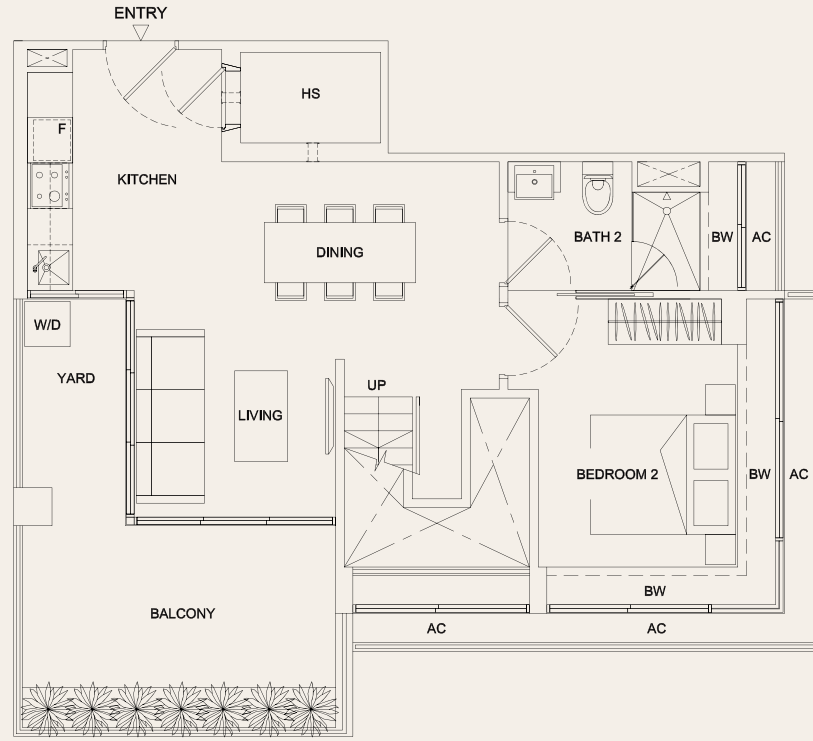 ENTRY
HS
F
KITCHEN
DINING
BATH 2
BW
AC
W/D
YARD
UP
LIVING
BEDROOM 2
BW
AC
BW
BALCONY
AC
AC